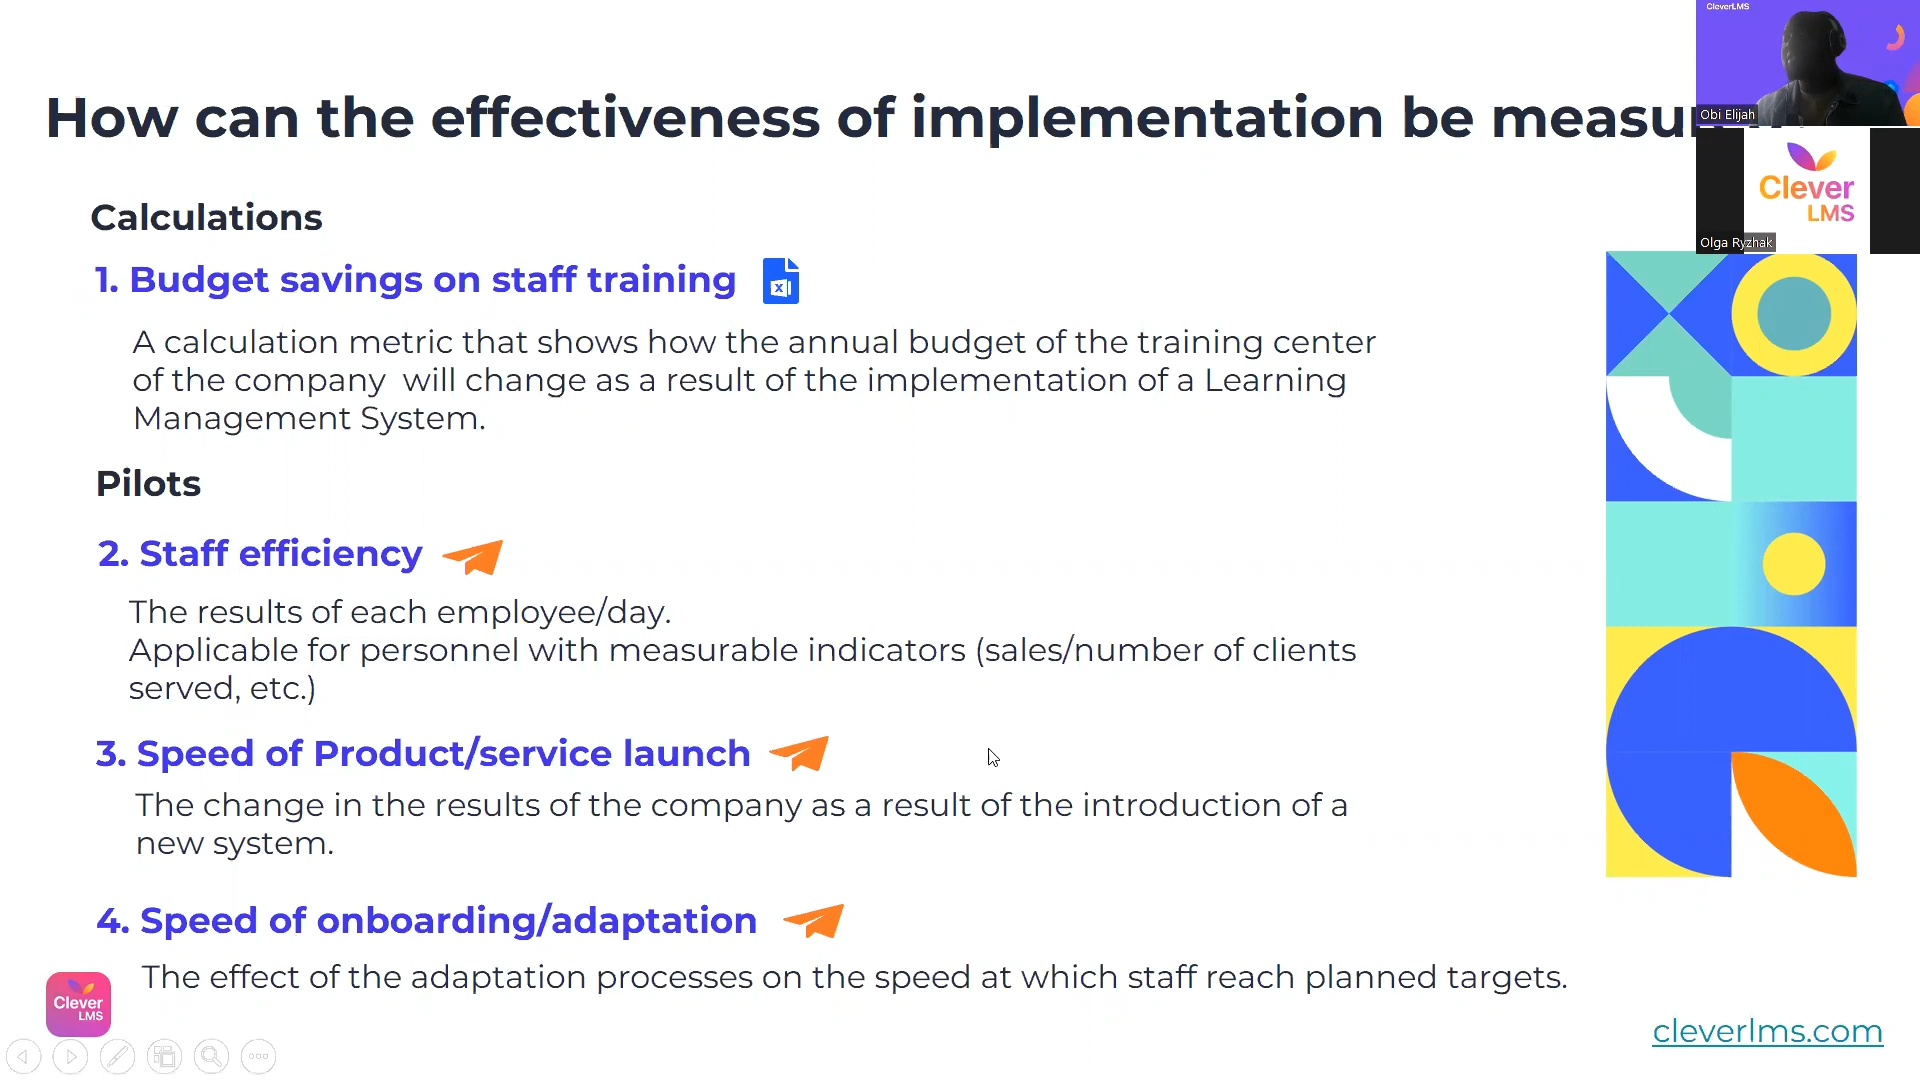 CleverLMS
How can the effectiveness of implementation be
Obi Elijah
Clever
LMS
Olga Ryzhak
Calculations
1. Budget savings on staff training
X
A calculation metric that shows how the annual budget of the training center
of the company will change as a result of the implementation of a Learning
Management System.
Pilots
2. Staff efficiency
The results of each employee/day.
Applicable for personnel with measurable indicators (sales/number of clients
served, etc.)
3. Speed of Product/service launch
The change in the results of the company as a result of the introduction of a
new system.
4. Speed of onboarding/adaptation
The effect of the adaptation processes on the speed at which staff reach planned targets.
Clever
LMS
cleverlms.com